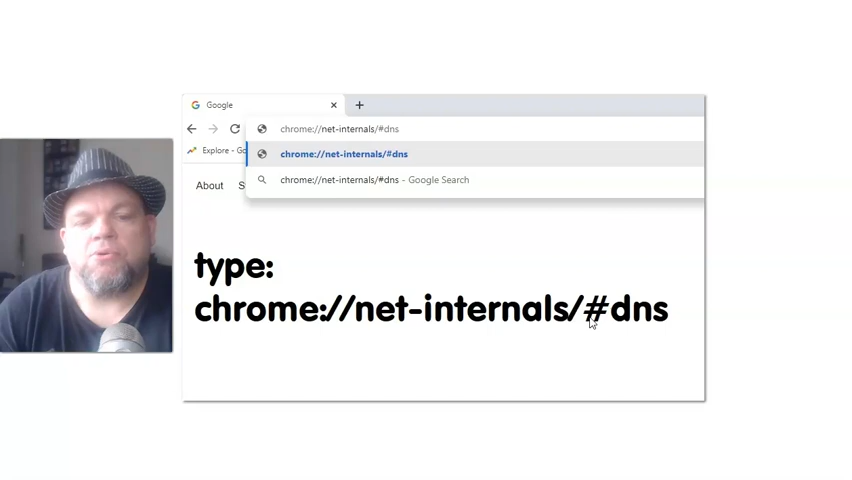 Google
chrome://net-internals/#dns
Explore - Go
chrome://net-internals/#dns
About S
chrome://net-internals/#dns - Google Search
type:
chrome://net-internals/#dns